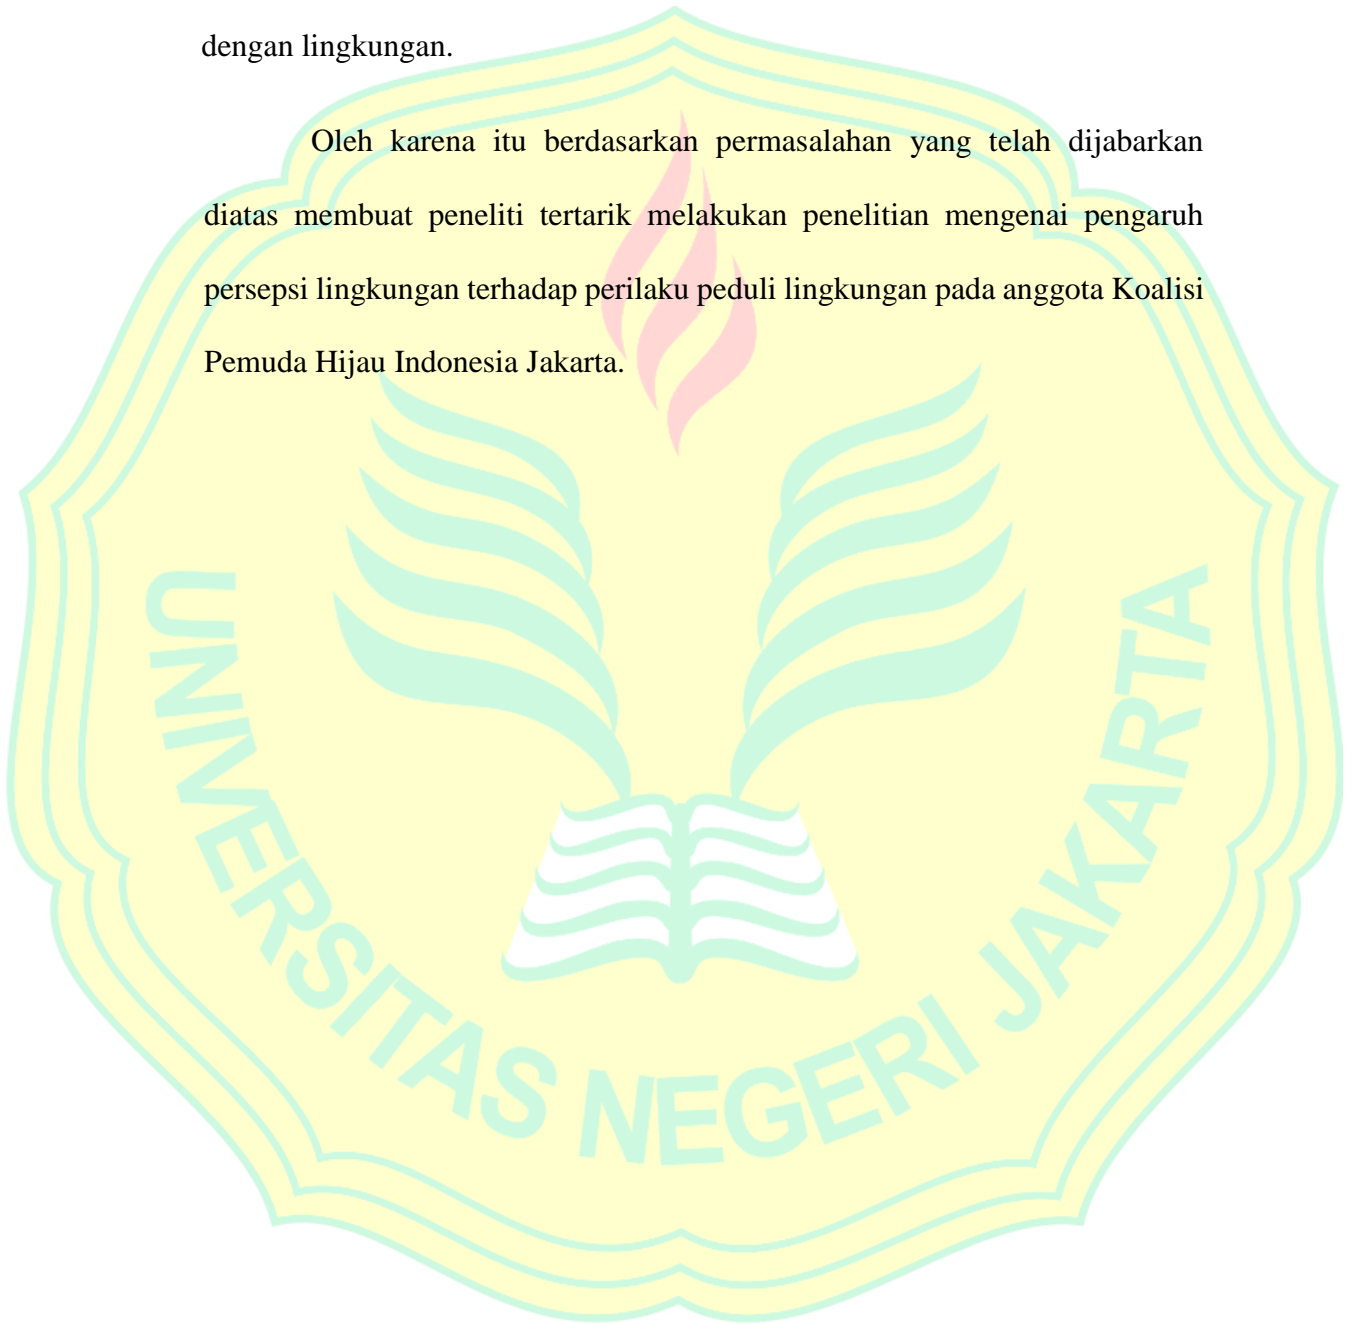 dengan lingkungan.
Oleh karena itu berdasarkan permasalahan yang telah dijabarkan
diatas membuat peneliti tertarik melakukan penelitian mengenai pengaruh
persepsi lingkungan terhadap perilaku peduli lingkungan pada anggota Koalisi
Pemuda Hijau Indonesia Jakarta.
UNIVERSITAS NEGERI JAKARTA